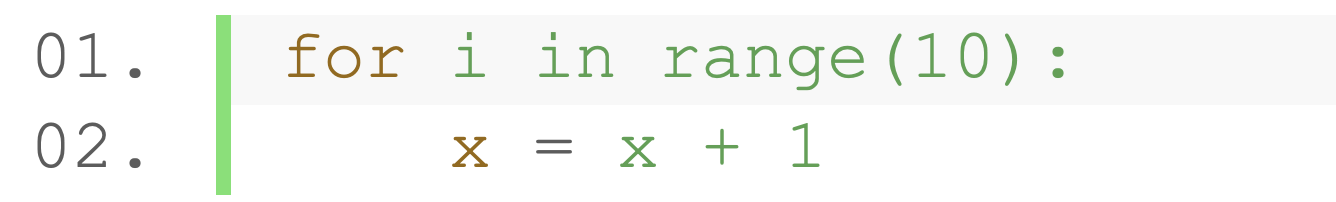 01. for i in range(10):
02.     x = x + 1